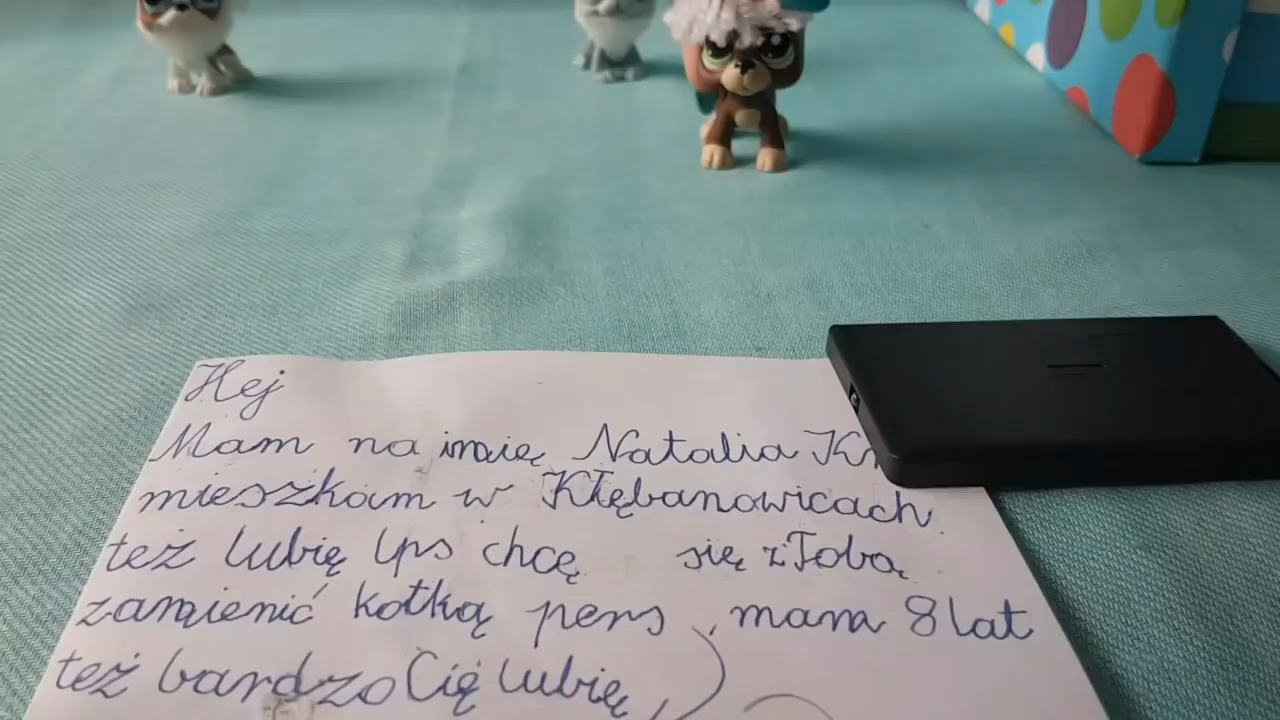 Hej
Mam na imię Natalia
mieszkam w Kłębanowicach.
też lubię lps chcę się z Tobą
zamienić kotką pers, mam 8 lat
też bardzo Cię lubię,